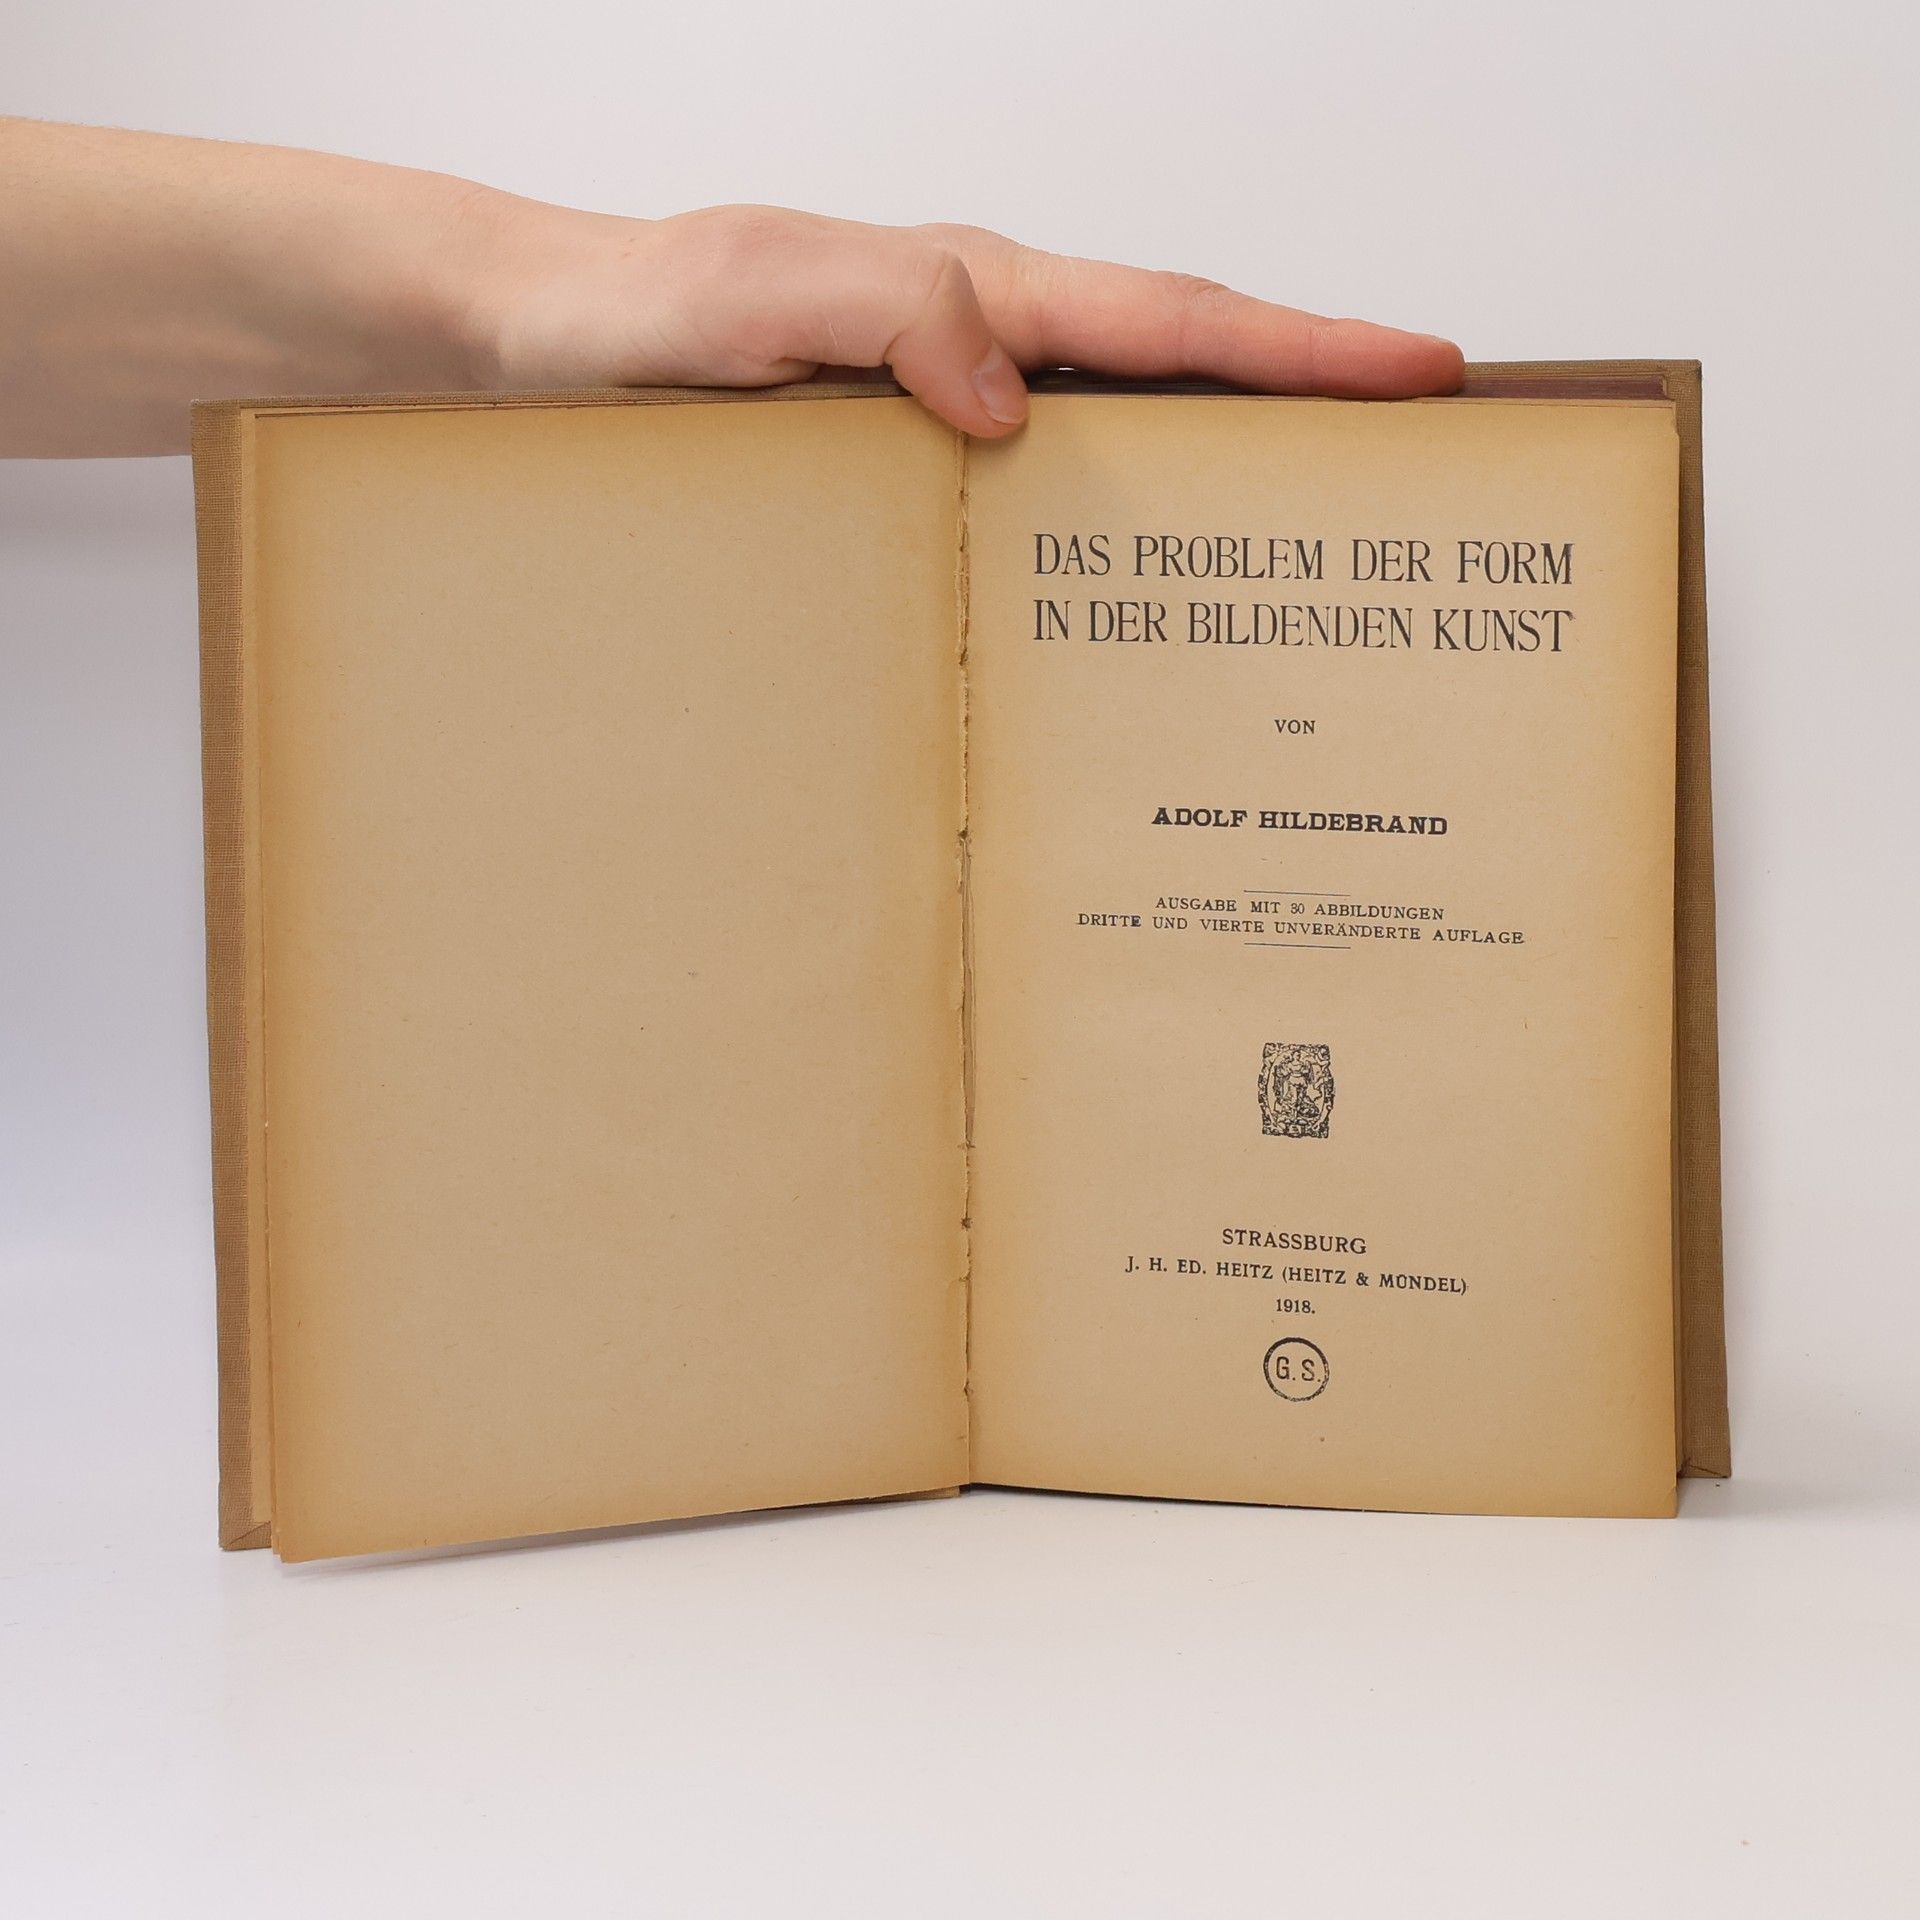 DAS PROBLEM DER FORM
IN DER BILDENDEN KUNST
VON
ADOLF HILDEBRAND
AUSGABE MIT 30 ABBILDUNGEN
DRITTE UND VIERTE UNVERÄNDERTE AUFLAGE
STRASSBURG
J. H. ED. HEITZ (HEITZ & MÜNDEL)
1918.
G. S.